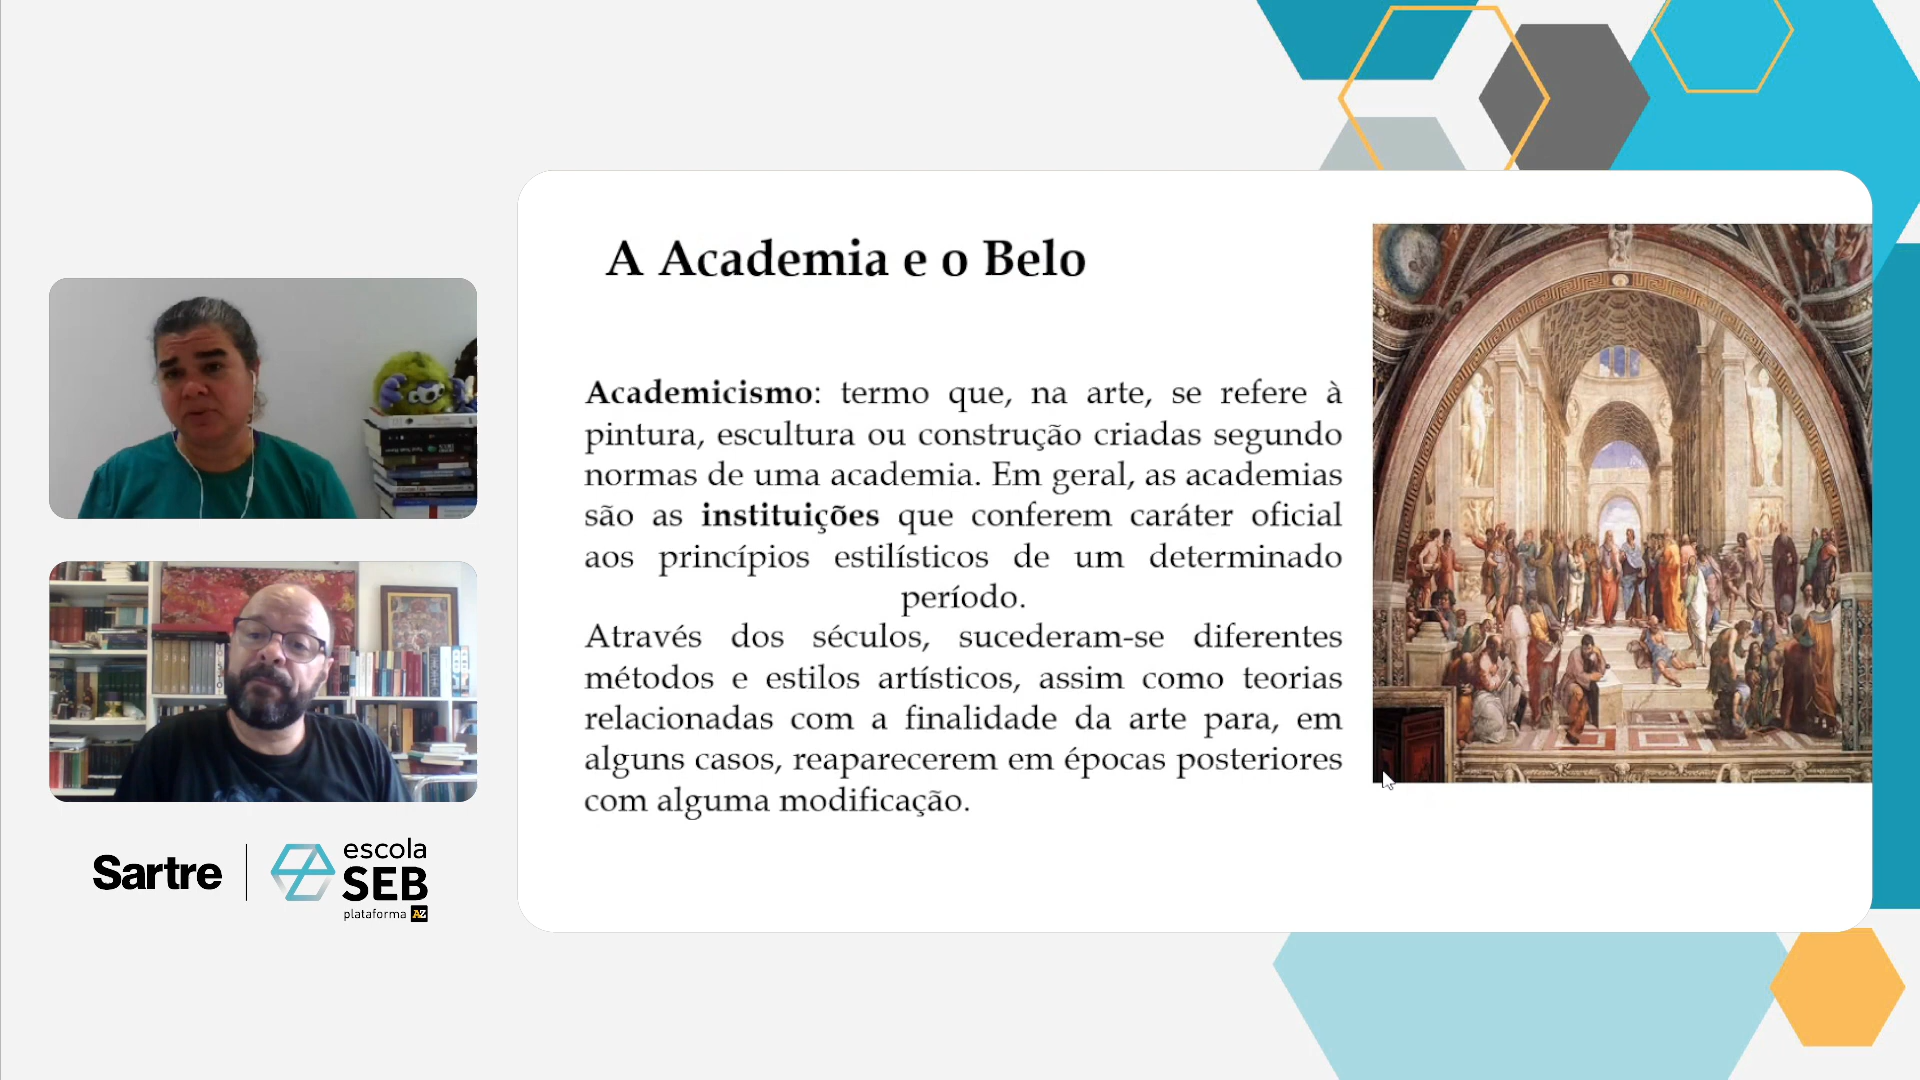 A Academia e o Belo
Academicismo: termo que, na arte, se refere à
pintura, escultura ou construção criadas segundo
normas de uma academia. Em geral, as academias
são as instituições que conferem caráter oficial
aos princípios estilísticos de um determinado
período.
Através dos séculos, sucederam-se diferentes
métodos e estilos artísticos, assim como teorias
relacionadas com a finalidade da arte para, em
alguns casos, reaparecerem em épocas posteriores
com alguma modificação.
Sartre
escola
SEB
plataforma AZ